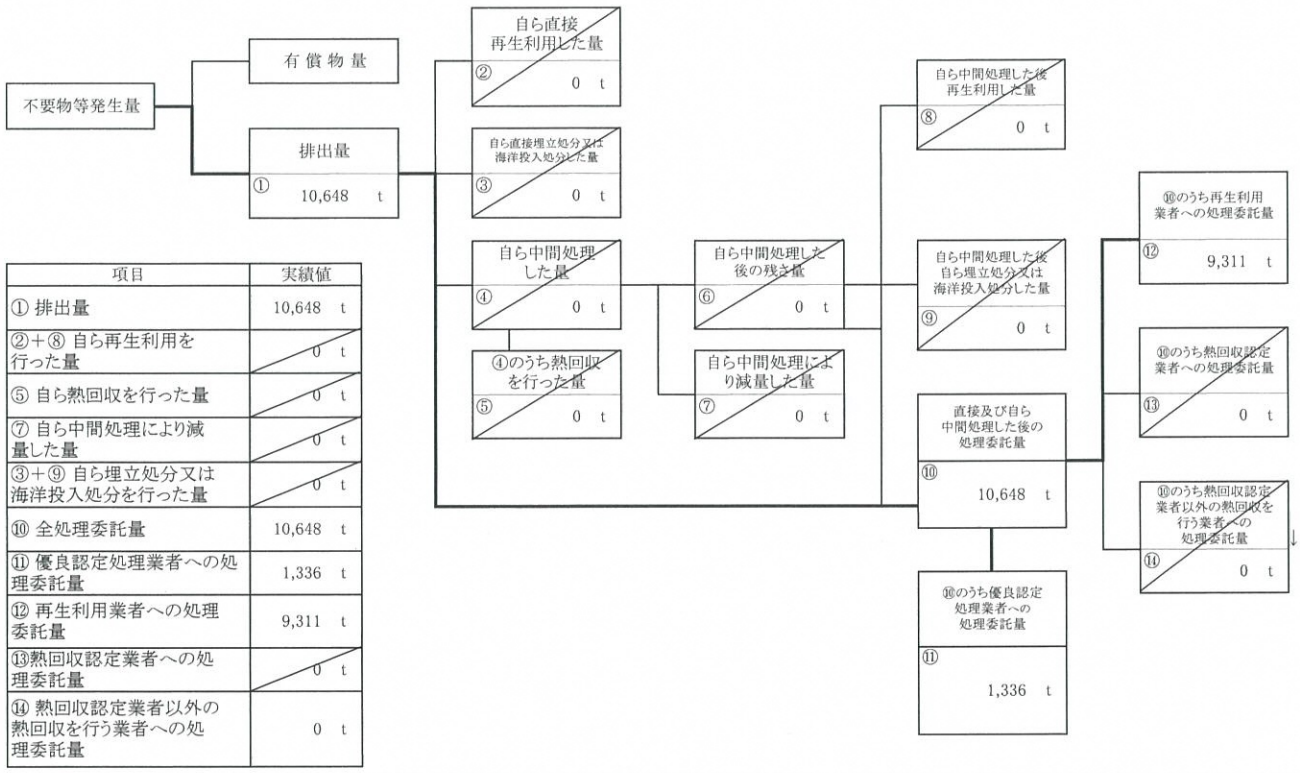 不要物等発生量
有償物量
排出量
① 10,648 t
自ら直接
再生利用した量
② 0 t
自ら直接埋立処分又は
海洋投入処分した量
③ 0 t
自ら中間処理
した量
④ 0 t
④のうち熱回収
を行った量
⑤ 0 t
自ら中間処理した
後の残さ量
⑥ 0 t
自ら中間処理によ
り減量した量
⑦ 0 t
自ら中間処理した後
再生利用した量
⑧ 0 t
自ら中間処理した後
自ら埋立処分又は
海洋投入処分した量
⑨ 0 t
直接及び自ら
中間処理した後の
処理委託量
⑩ 10,648 t
⑩のうち優良認定
処理業者への
処理委託量
⑪ 1,336 t
⑩のうち再生利用
業者への処理委託量
⑫ 9,311 t
⑩のうち熱回収認定
業者への処理委託量
⑬ 0 t
⑩のうち熱回収認定
業者以外の熱回収を
行う業者への
処理委託量
⑭ 0 t
↓
項目 実績値
① 排出量 10,648 t
②+⑧ 自ら再生利用を
行った量 0 t
⑤ 自ら熱回収を行った量 0 t
⑦ 自ら中間処理により減
量した量 0 t
③+⑨ 自ら埋立処分又は
海洋投入処分を行った量 0 t
⑩ 全処理委託量 10,648 t
⑪ 優良認定処理業者への処
理委託量 1,336 t
⑫ 再生利用業者への処理
委託量 9,311 t
⑬熱回収認定業者への処
理委託量 0 t
⑭ 熱回収認定業者以外の
熱回収を行う業者への処
理委託量 0 t